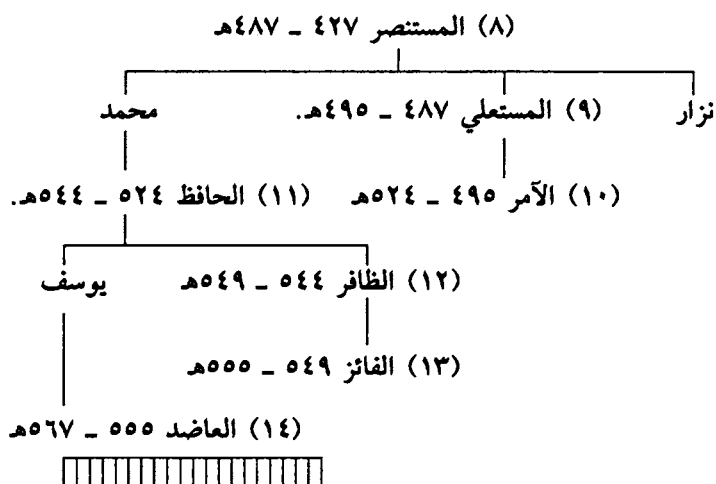 (٨) المستنصر ٤٢٧ - ٤٨٧هـ
نزار (٩) المستعلي ٤٨٧ - ٤٩٥هـ. محمد
(١٠) الآمر ٤٩٥ - ٥٢٤هـ (١١) الحافظ ٥٢٤ - ٥٤٤هـ.
(١٢) الظافر ٥٤٤ - ٥٤٩هـ يوسف
(١٣) الفائز ٥٤٩ - ٥٥٥هـ
(١٤) العاضد ٥٥٥ - ٥٦٧هـ